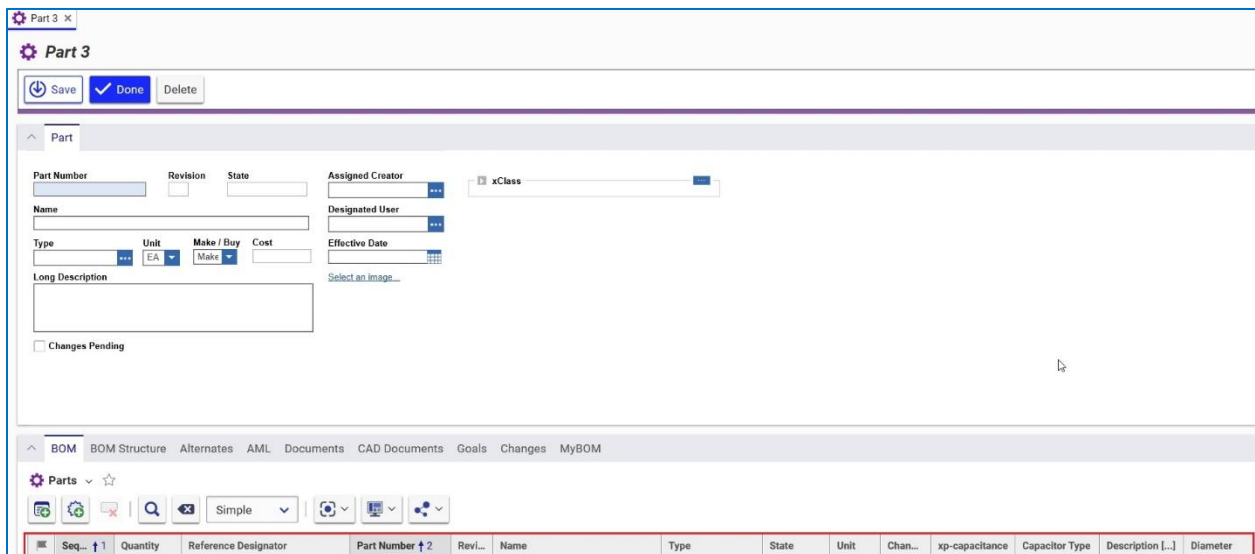 Part 3 ×
Part 3
Save Done Delete
Part
Part Number Revision State Assigned Creator xClass
Name Designated User
Type Unit Make / Buy Cost Effective Date
EA Make
Long Description Select an image...
Changes Pending
BOM BOM Structure Alternates AML Documents CAD Documents Goals Changes MyBOM
Parts
Simple
Seq... 1 Quantity Reference Designator Part Number 2 Revi... Name Type State Unit Chan... xp-capacitance Capacitor Type Description [...] Diameter